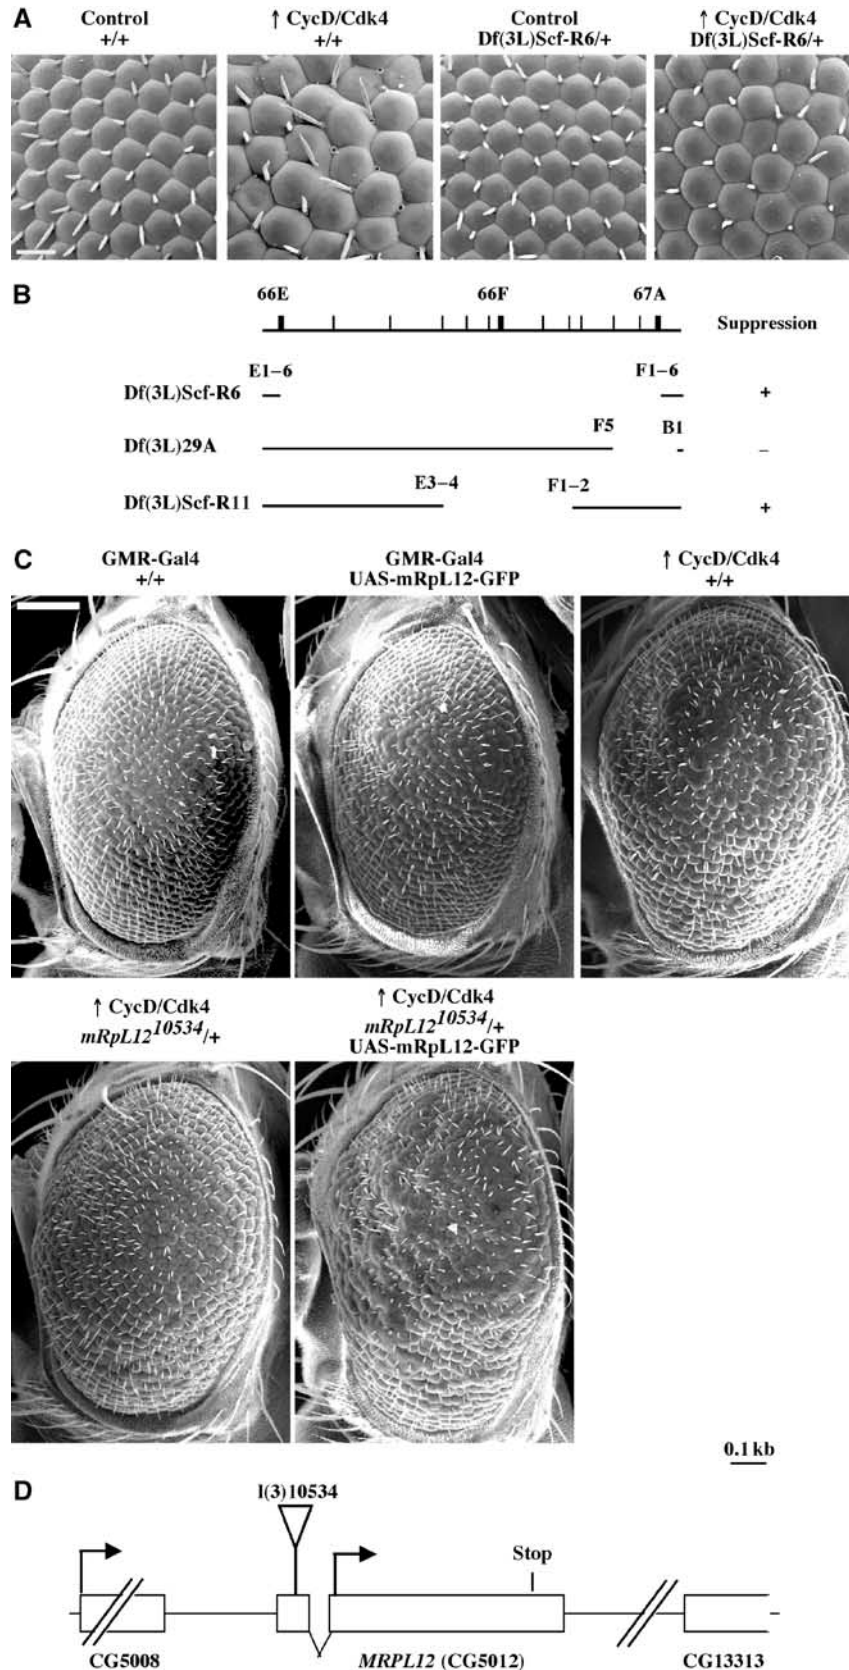 A
Control
+/+
↑ CycD/Cdk4
+/+
Control
Df(3L)Scf-R6/+
↑ CycD/Cdk4
Df(3L)Scf-R6/+
B
66E 66F 67A
Suppression
E1–6 F1–6
Df(3L)Scf-R6 +
F5 B1
Df(3L)29A –
E3–4 F1–2
Df(3L)Scf-R11 +
C
GMR-Gal4
+/+
GMR-Gal4
UAS-mRpL12-GFP
↑ CycD/Cdk4
+/+
↑ CycD/Cdk4
mRpL12^10534/+
↑ CycD/Cdk4
mRpL12^10534/+
UAS-mRpL12-GFP
0.1 kb
D
l(3)10534
Stop
CG5008 MRPL12 (CG5012) CG13313